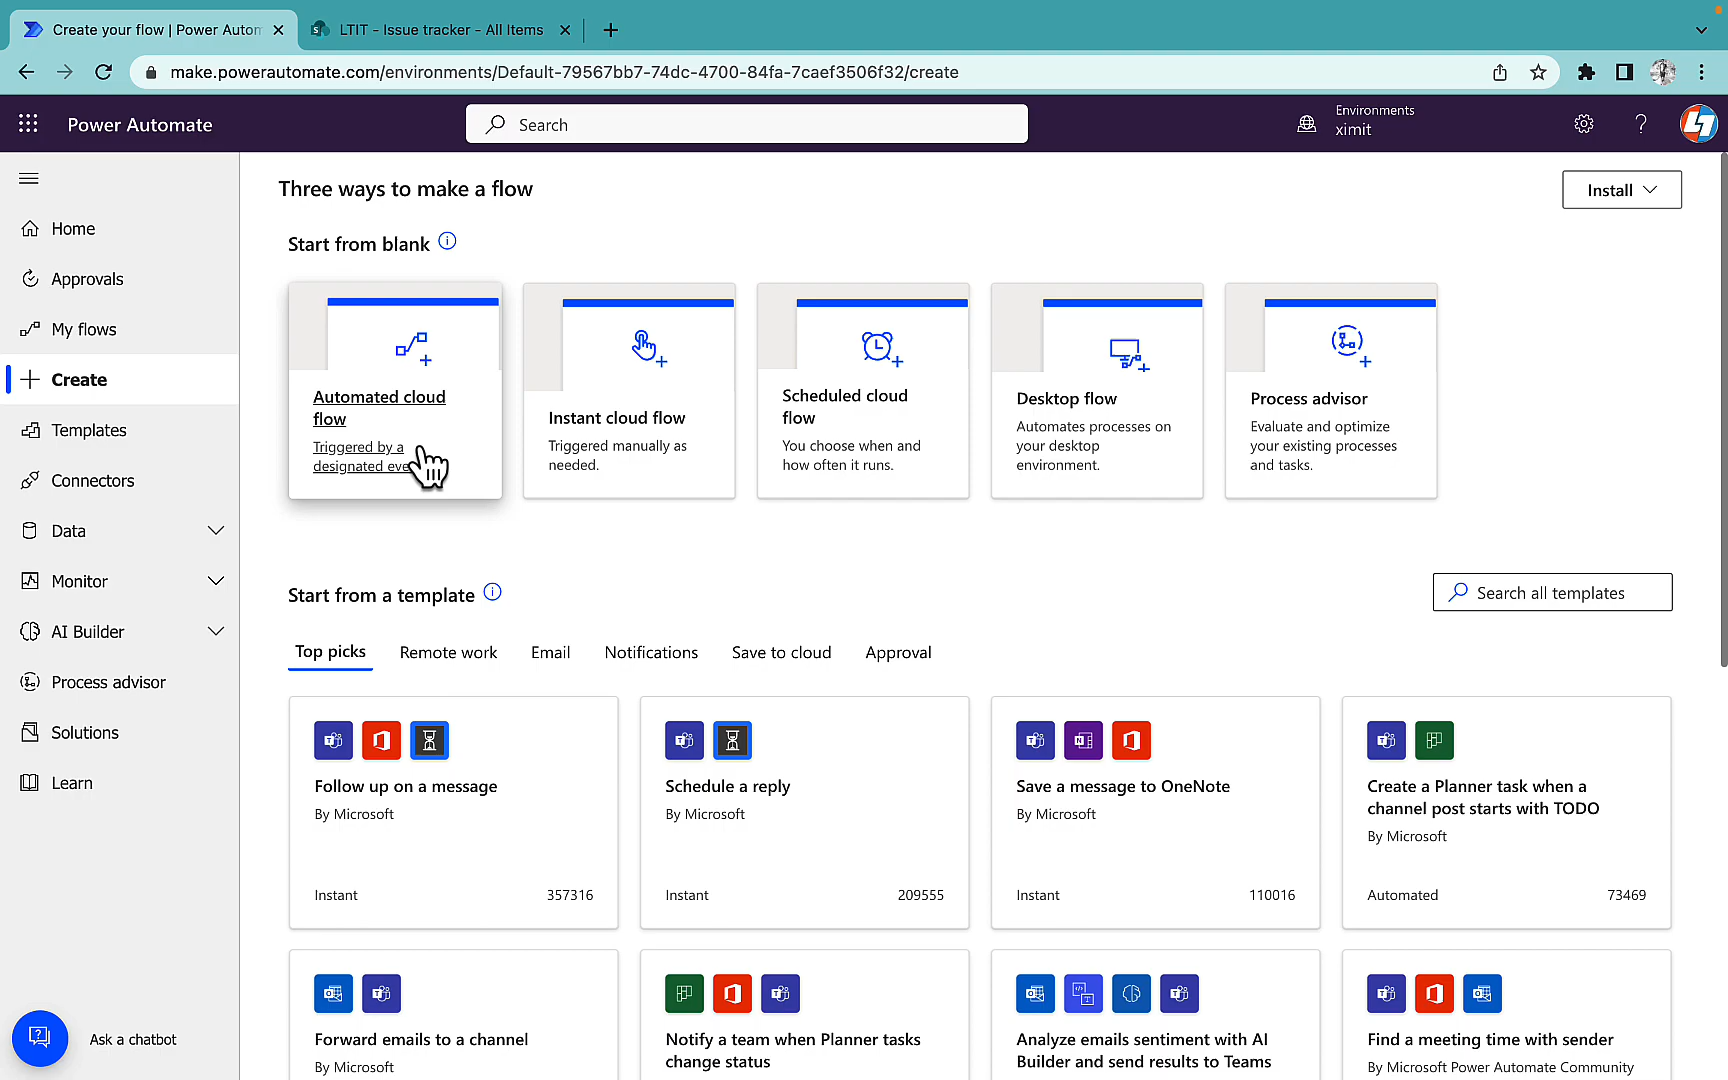 Create your flow | Power Autom
LTIT - Issue tracker - All Items
make.powerautomate.com/environments/Default-79567bb7-74dc-4700-84fa-7caef3506f32/create
Power Automate
Search
Environments
ximit
Home
Approvals
My flows
Create
Templates
Connectors
Data
Monitor
AI Builder
Process advisor
Solutions
Learn
Ask a chatbot
Three ways to make a flow
Install
Start from blank
Automated cloud
flow
Triggered by a
designated eve
Instant cloud flow
Triggered manually as
needed.
Scheduled cloud
flow
You choose when and
how often it runs.
Desktop flow
Automates processes on
your desktop
environment.
Process advisor
Evaluate and optimize
your existing processes
and tasks.
Start from a template
Search all templates
Top picks
Remote work
Email
Notifications
Save to cloud
Approval
Follow up on a message
By Microsoft
Instant
357316
Schedule a reply
By Microsoft
Instant
209555
Save a message to OneNote
By Microsoft
Instant
110016
Create a Planner task when a
channel post starts with TODO
By Microsoft
Automated
73469
Forward emails to a channel
By Microsoft
Notify a team when Planner tasks
change status
Analyze emails sentiment with AI
Builder and send results to Teams
Find a meeting time with sender
By Microsoft Power Automate Community